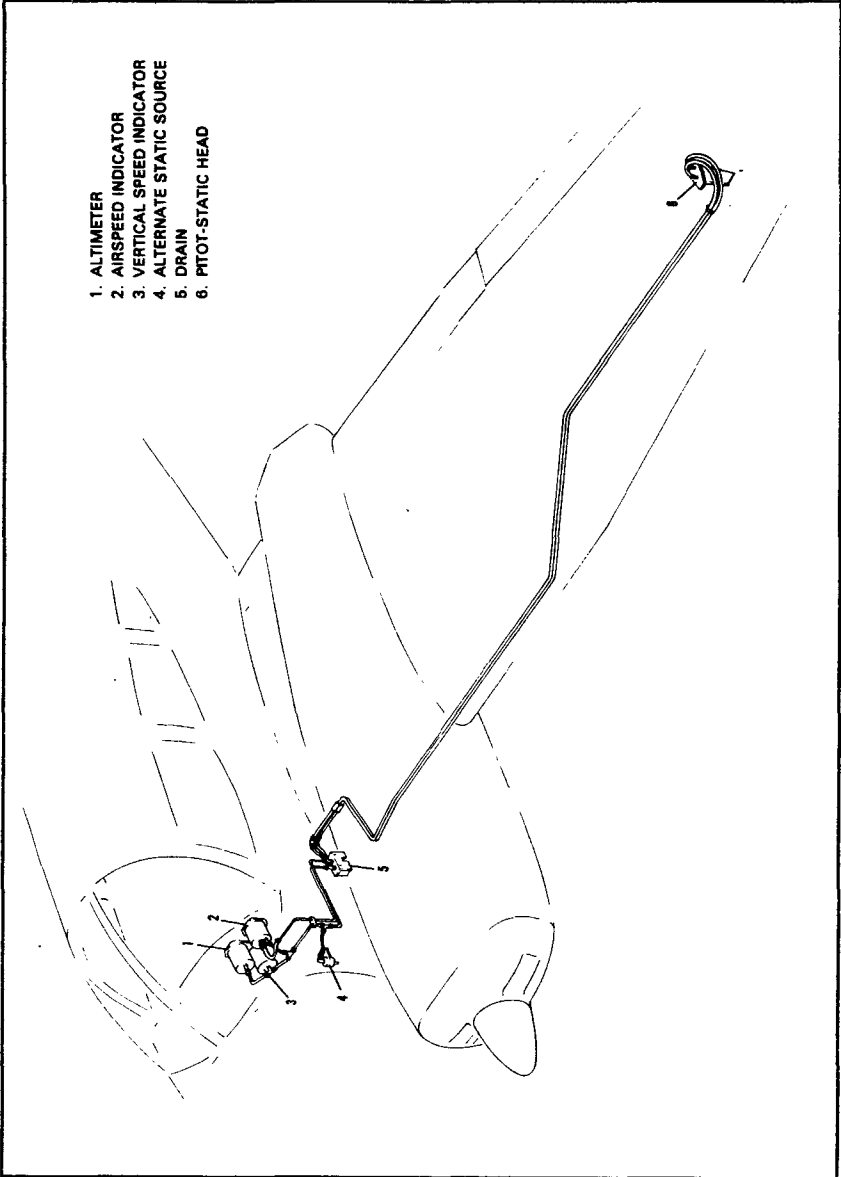 1. ALTIMETER
2. AIRSPEED INDICATOR
3. VERTICAL SPEED INDICATOR
4. ALTERNATE STATIC SOURCE
5. DRAIN
6. PITOT-STATIC HEAD
1
2
3
4
5
6